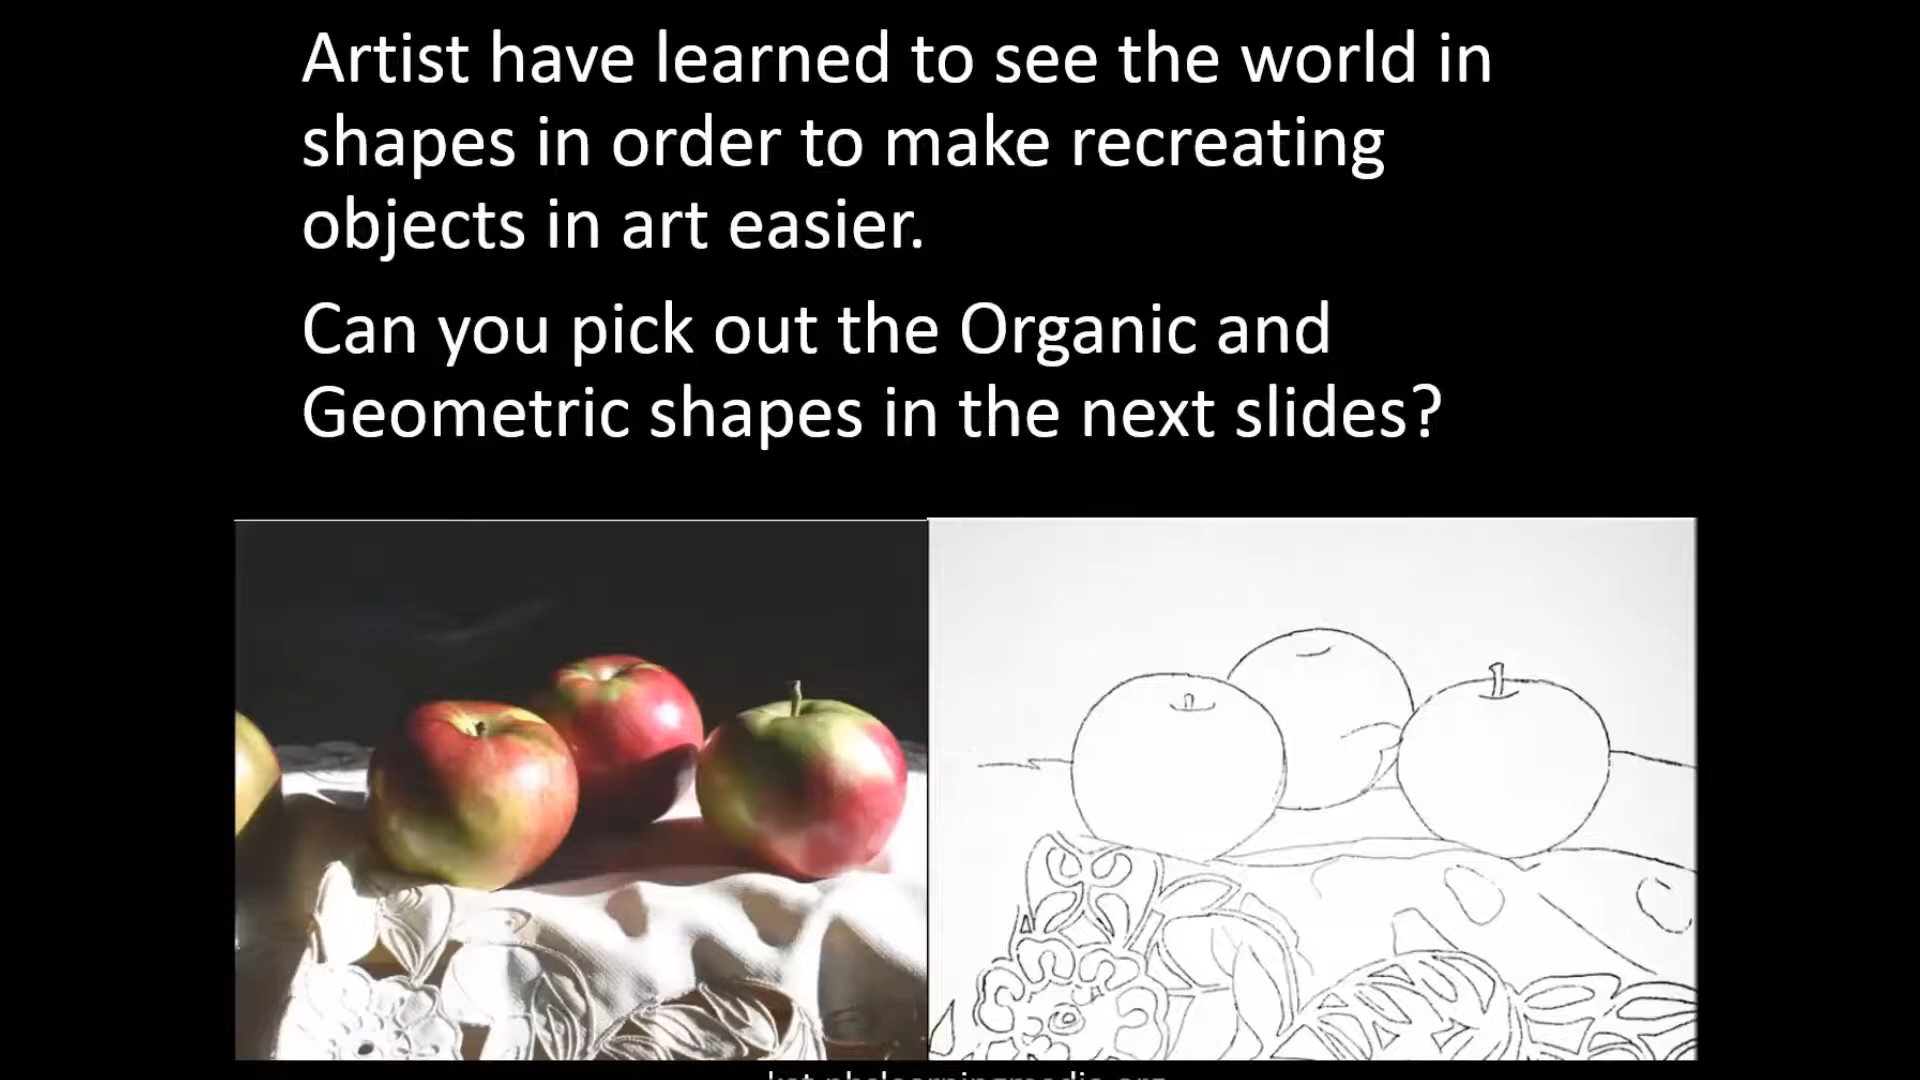 Artist have learned to see the world in
shapes in order to make recreating
objects in art easier.
Can you pick out the Organic and
Geometric shapes in the next slides?